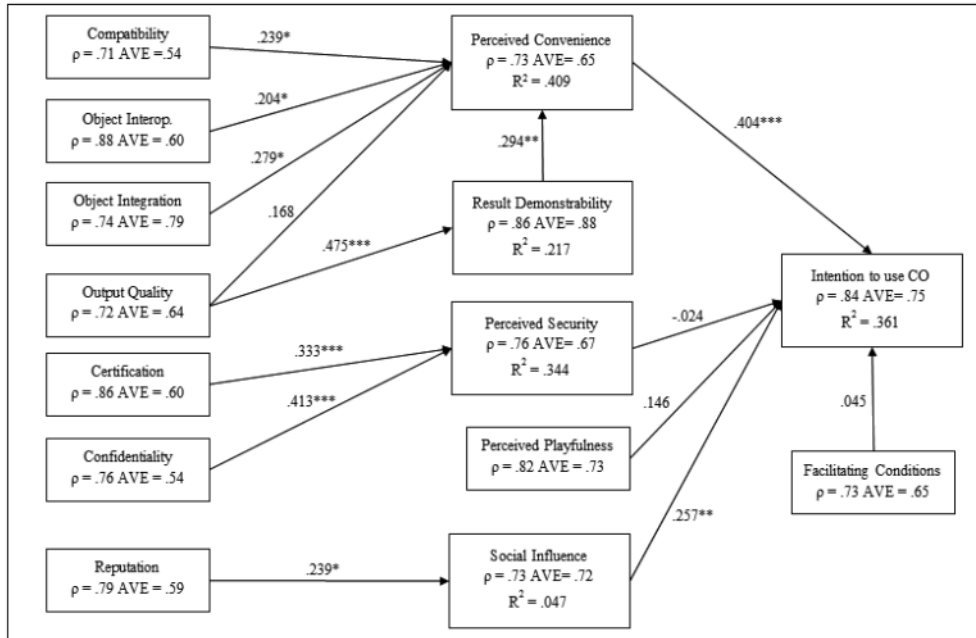 Compatibility
ρ = .71 AVE =.54
Object Interop.
ρ = .88 AVE = .60
Object Integration
ρ = .74 AVE = .79
Output Quality
ρ = .72 AVE = .64
Certification
ρ = .86 AVE = .60
Confidentiality
ρ = .76 AVE = .54
Reputation
ρ = .79 AVE = .59
.239*
.204*
.279*
.168
.475***
.333***
.413***
.239*
Perceived Convenience
ρ = .73 AVE= .65
R² = .409
.294**
Result Demonstrability
ρ = .86 AVE= .88
R² = .217
Perceived Security
ρ = .76 AVE= .67
R² = .344
Perceived Playfulness
ρ = .82 AVE = .73
Social Influence
ρ = .73 AVE= .72
R² = .047
.404***
-.024
.146
.257**
Intention to use CO
ρ = .84 AVE= .75
R² = .361
.045
Facilitating Conditions
ρ = .73 AVE = .65